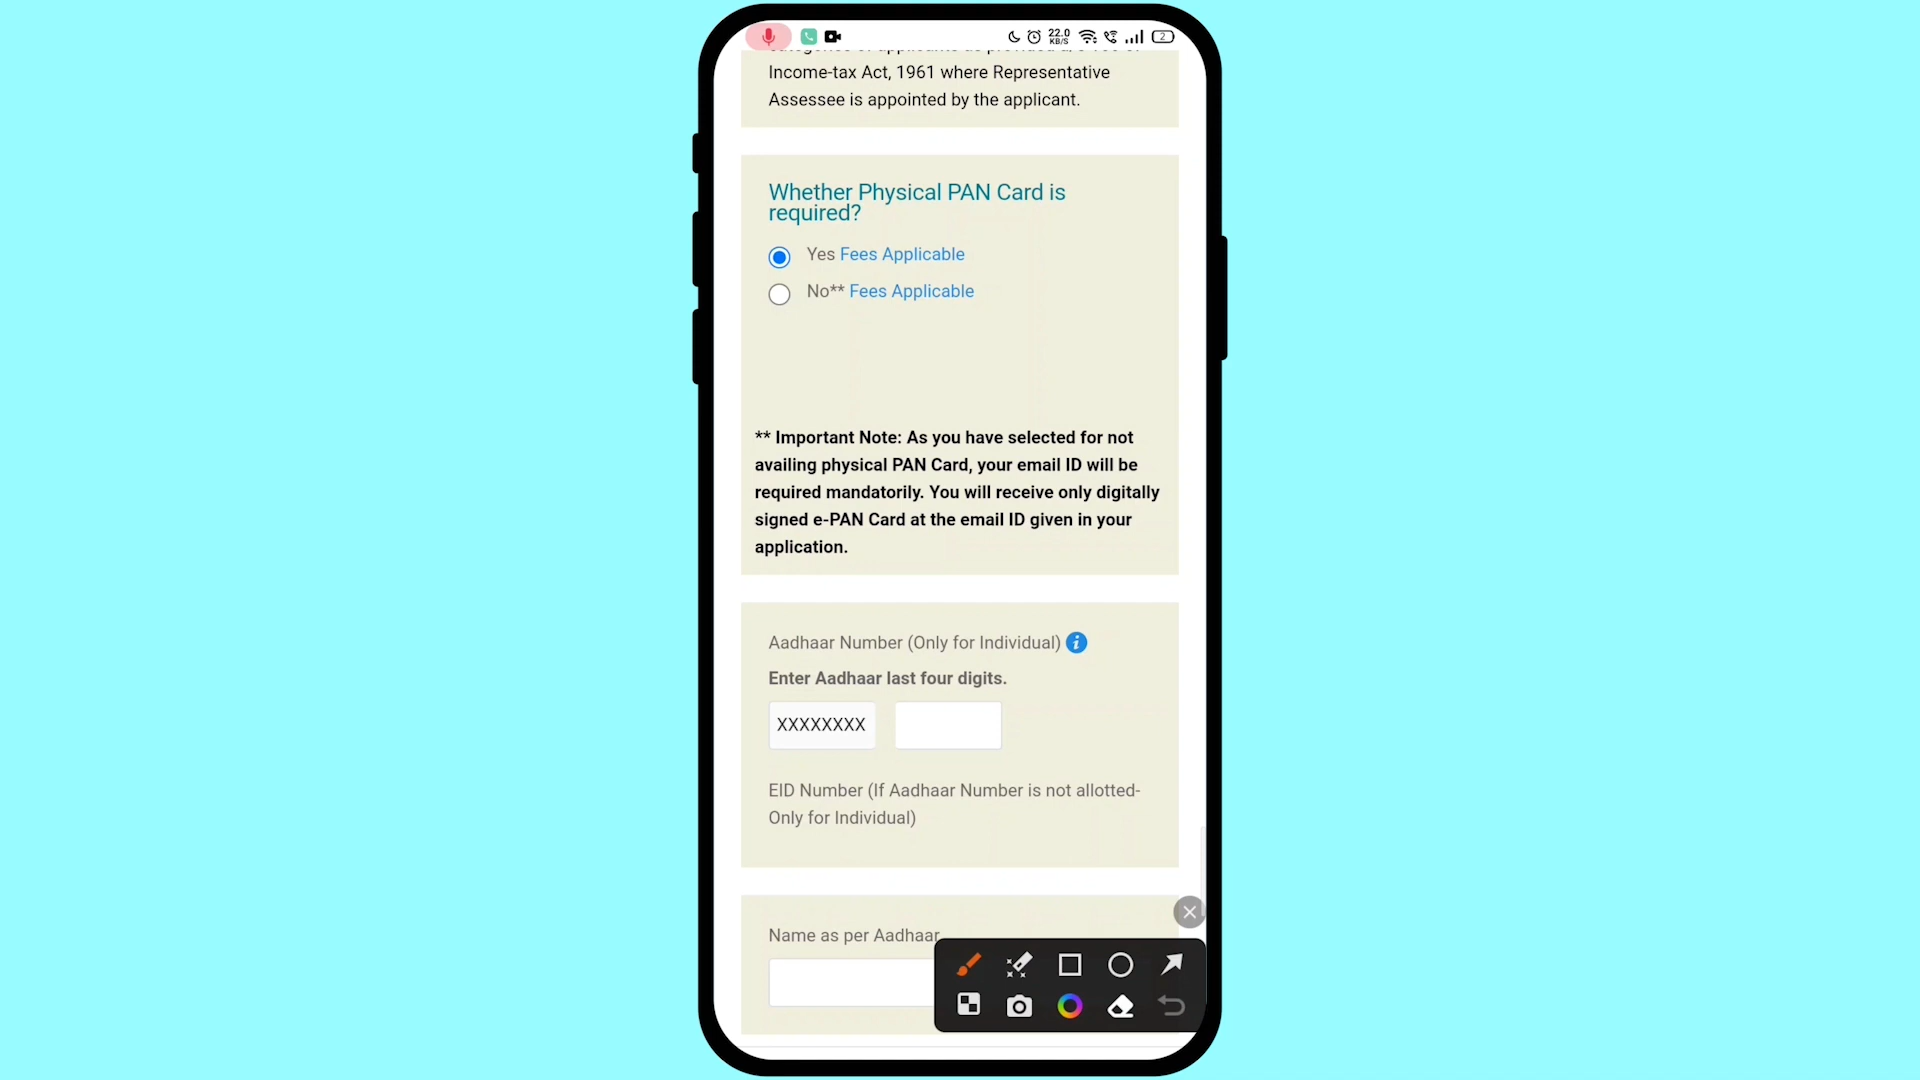 22.0
KB/S
2
Income-tax Act, 1961 where Representative
Assessee is appointed by the applicant.
Whether Physical PAN Card is
required?
Yes Fees Applicable
No** Fees Applicable
** Important Note: As you have selected for not
availing physical PAN Card, your email ID will be
required mandatorily. You will receive only digitally
signed e-PAN Card at the email ID given in your
application.
Aadhaar Number (Only for Individual) i
Enter Aadhaar last four digits.
XXXXXXXX
EID Number (If Aadhaar Number is not allotted-
Only for Individual)
Name as per Aadhaar